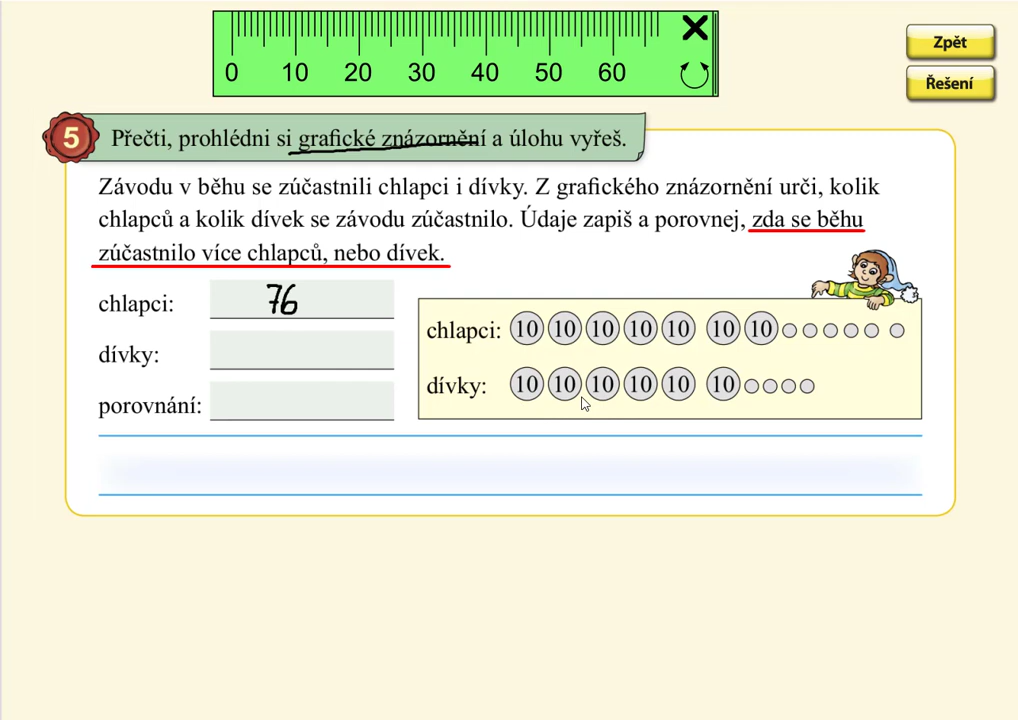 0 10 20 30 40 50 60
Zpět
Řešení
5 Přečti, prohlédni si grafické znázornění a úlohu vyřeš.
Závodu v běhu se zúčastnili chlapci i dívky. Z grafického znázornění urči, kolik
chlapců a kolik dívek se závodu zúčastnilo. Údaje zapiš a porovnej, zda se běhu
zúčastnilo více chlapců, nebo dívek.
chlapci: 76
dívky:
porovnání:
chlapci: 10 10 10 10 10 10 10
dívky: 10 10 10 10 10 10